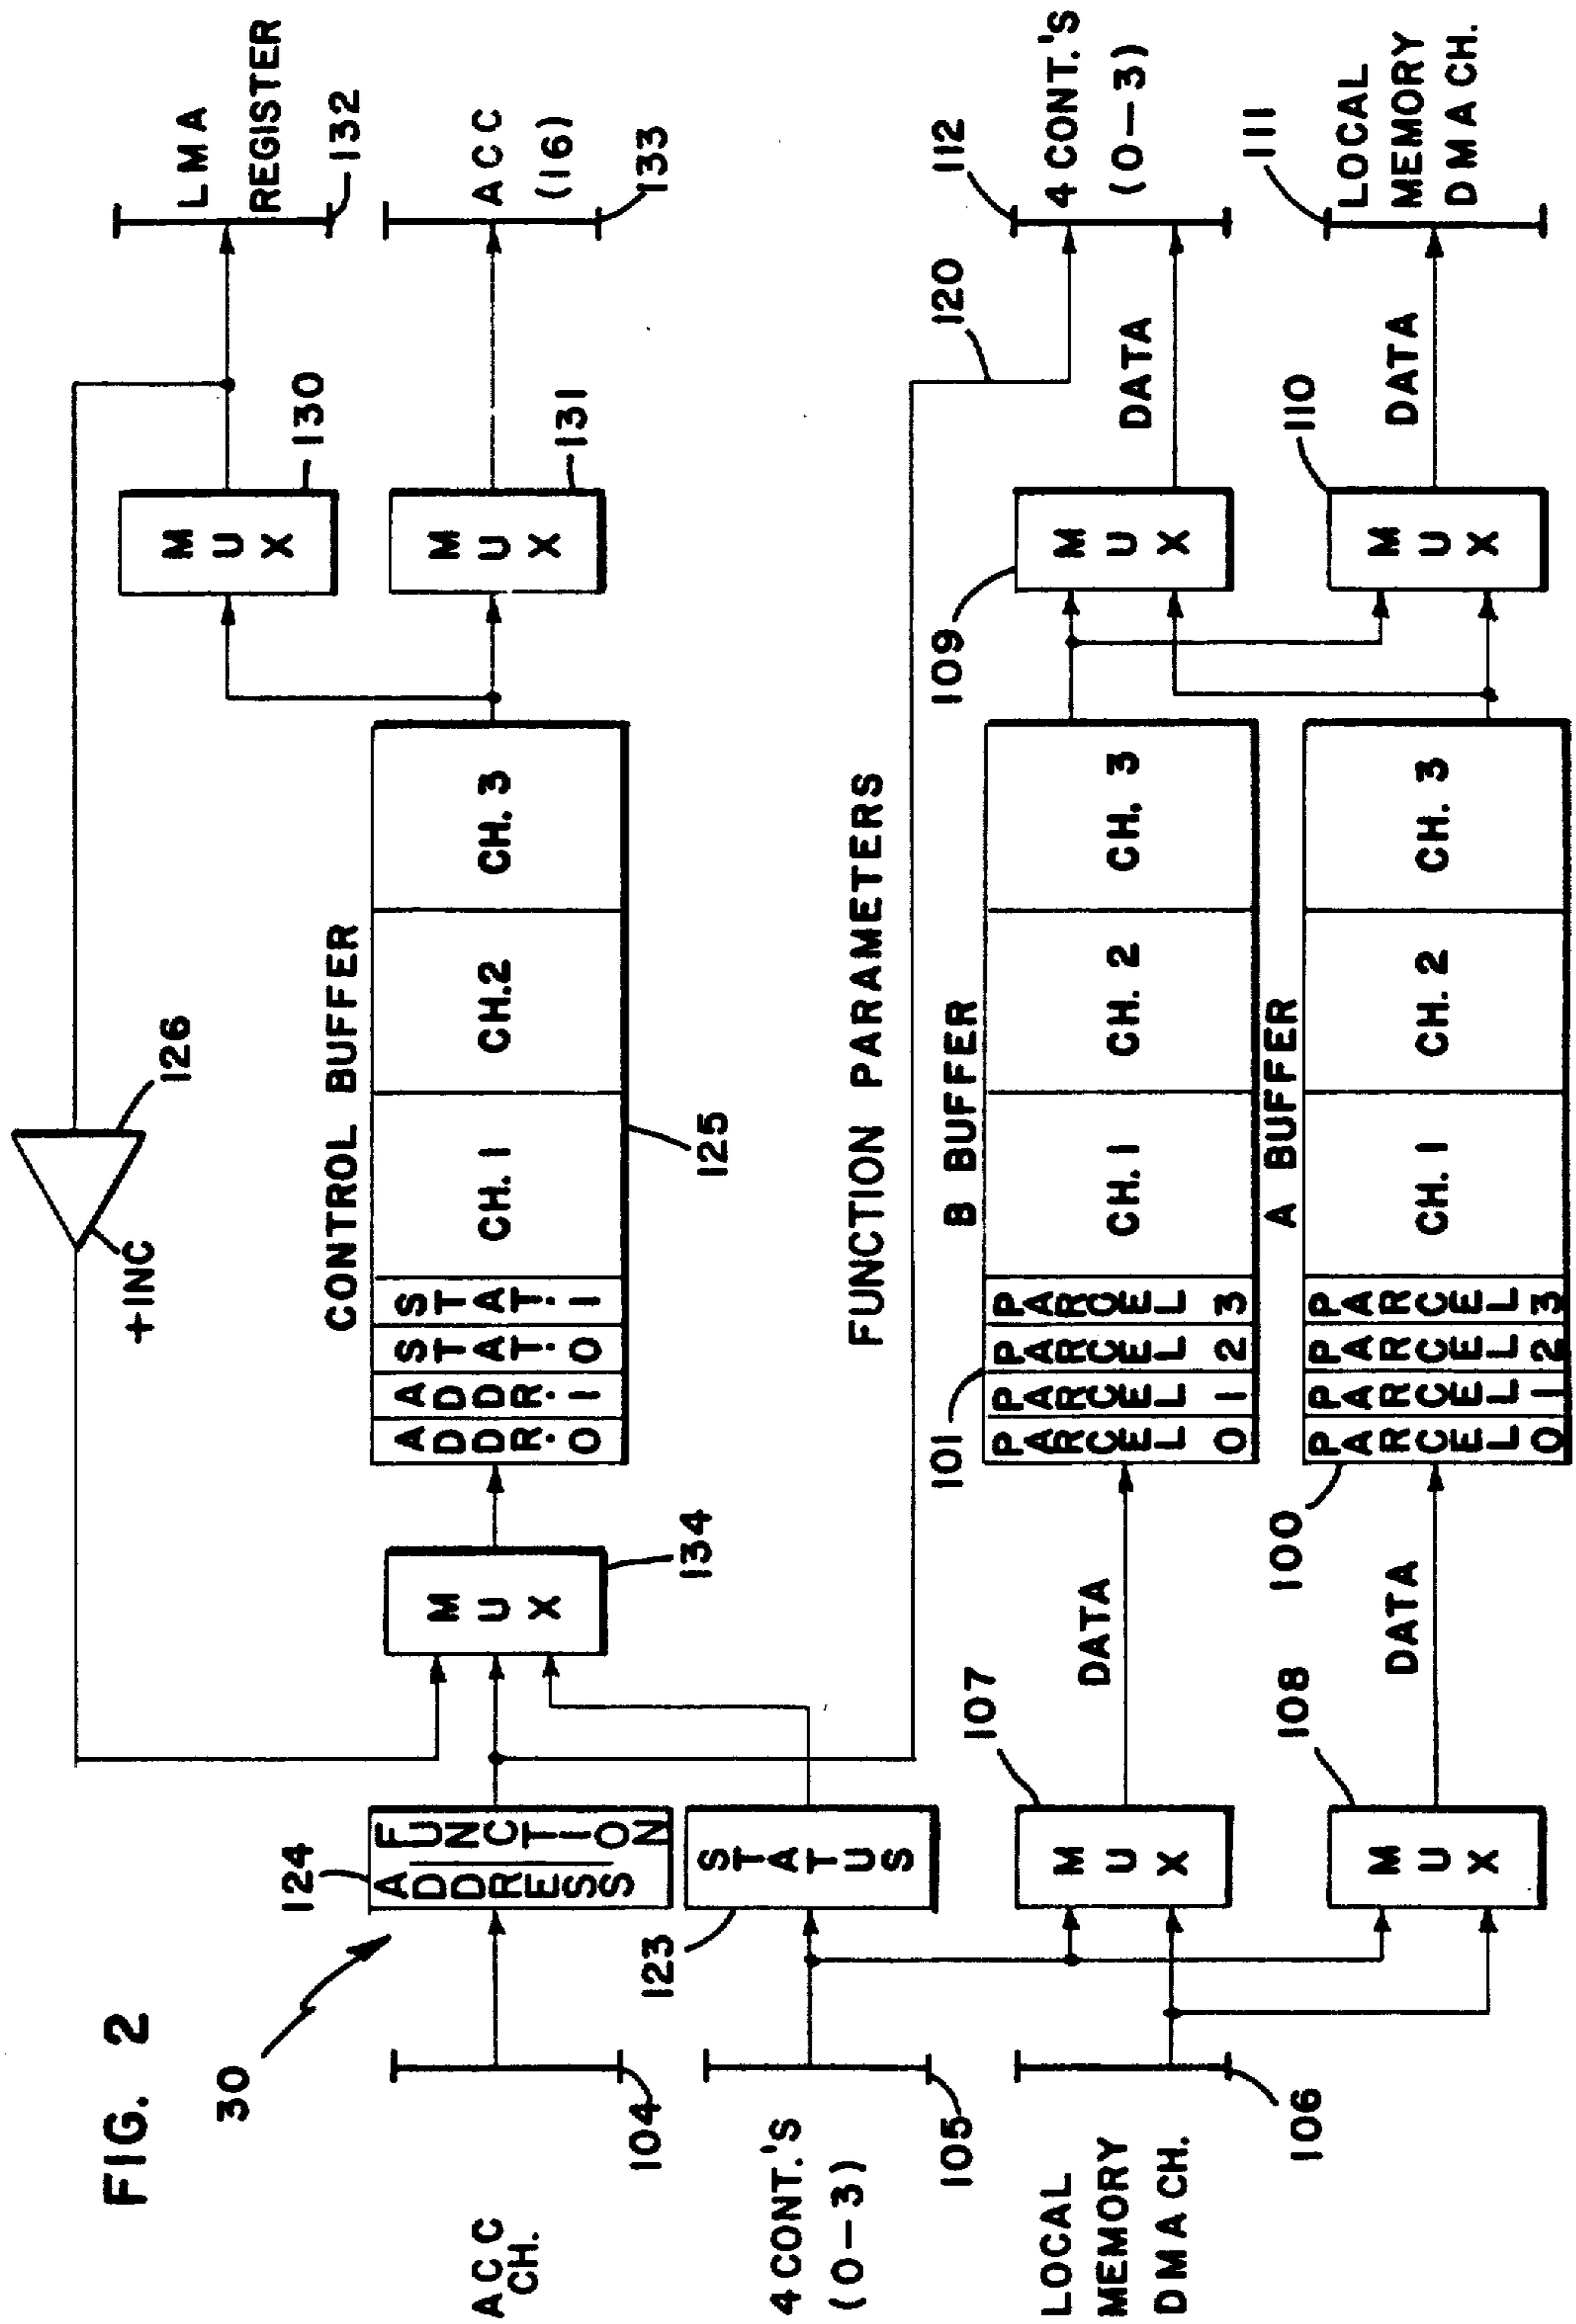 FIG. 2
30
ACC
CH.
104
124
ADDRESS
FUNCTION
4 CONT.'S
(0-3)
105
123
STATUS
LOCAL
MEMORY
DMA CH.
106
107
MUX
108
MUX
MUX
134
+INC
126
CONTROL BUFFER
ADDR. 0
ADDR. 1
STAT. 0
STAT. 1
CH. 1
CH. 2
CH. 3
125
MUX
130
MUX
131
LMA
REGISTER
132
ACC
(16)
133
FUNCTION PARAMETERS
120
DATA
101
B BUFFER
PARCEL 0
PARCEL 1
PARCEL 2
PARCEL 3
CH. 1
CH. 2
CH. 3
109
MUX
DATA
112
4 CONT.'S
(0-3)
DATA
100
A BUFFER
PARCEL 0
PARCEL 1
PARCEL 2
PARCEL 3
CH. 1
CH. 2
CH. 3
110
MUX
DATA
111
LOCAL
MEMORY
DMA CH.